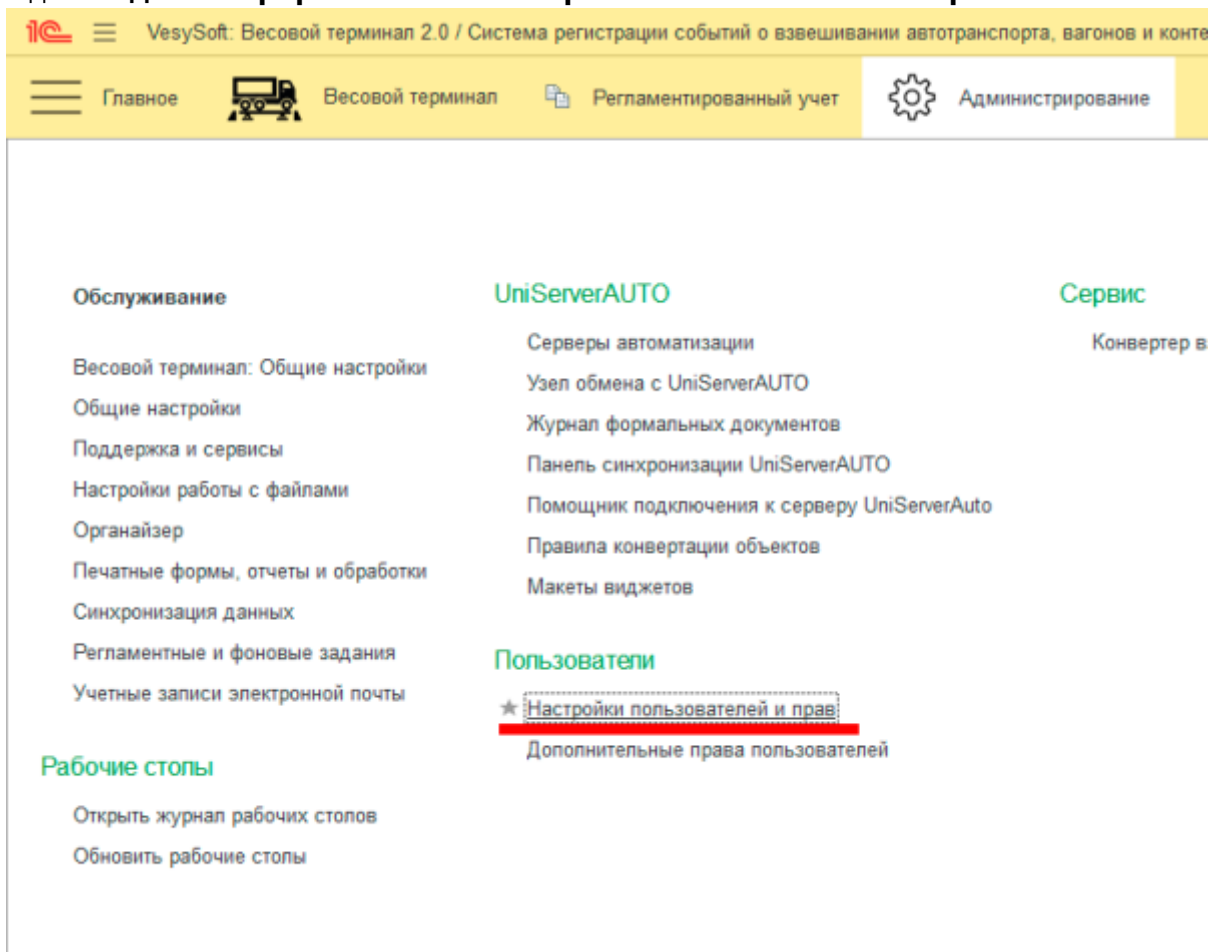 1С VesySoft: Весовой терминал 2.0 / Система регистрации событий о взвешивании автотранспорта, вагонов и конте
Главное Весовой терминал Регламентированный учет Администрирование
Обслуживание
Весовой терминал: Общие настройки
Общие настройки
Поддержка и сервисы
Настройки работы с файлами
Органайзер
Печатные формы, отчеты и обработки
Синхронизация данных
Регламентные и фоновые задания
Учетные записи электронной почты
Рабочие столы
Открыть журнал рабочих столов
Обновить рабочие столы
UniServerAUTO
Серверы автоматизации
Узел обмена с UniServerAUTO
Журнал формальных документов
Панель синхронизации UniServerAUTO
Помощник подключения к серверу UniServerAuto
Правила конвертации объектов
Макеты виджетов
Пользователи
Настройки пользователей и прав
Дополнительные права пользователей
Сервис
Конвертер в